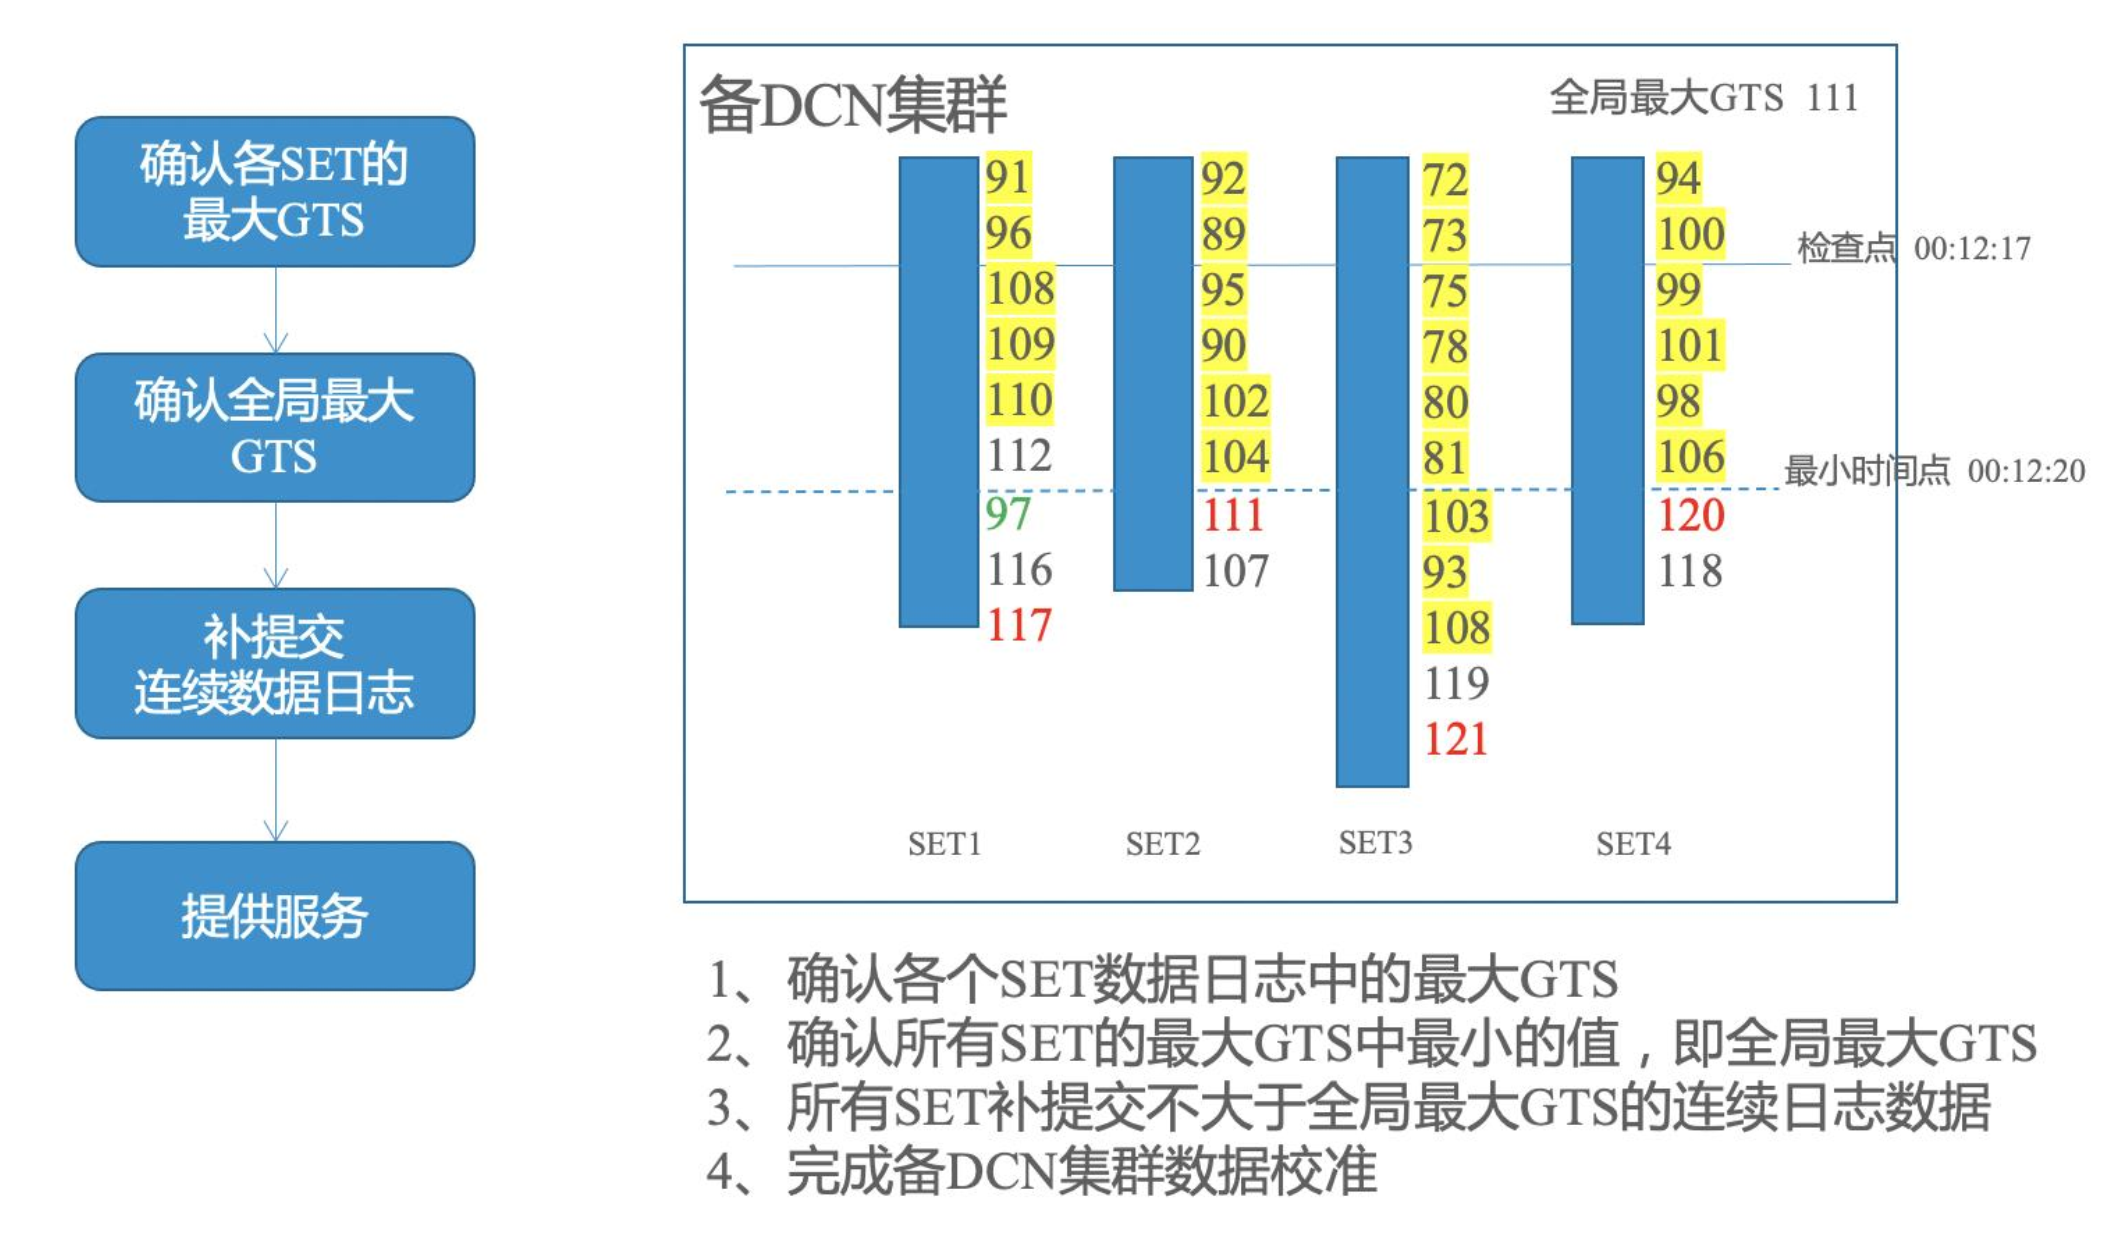 确认各SET的
最大GTS
确认全局最大
GTS
补提交
连续数据日志
提供服务
备DCN集群
全局最大GTS 111
91
96
108
109
110
112
97
116
117
SET1
92
89
95
90
102
104
111
107
SET2
72
73
75
78
80
81
103
93
108
119
121
SET3
94
100
99
101
98
106
120
118
SET4
检查点 00:12:17
最小时间点 00:12:20
1、确认各个SET数据日志中的最大GTS
2、确认所有SET的最大GTS中最小的值，即全局最大GTS
3、所有SET补提交不大于全局最大GTS的连续日志数据
4、完成备DCN集群数据校准